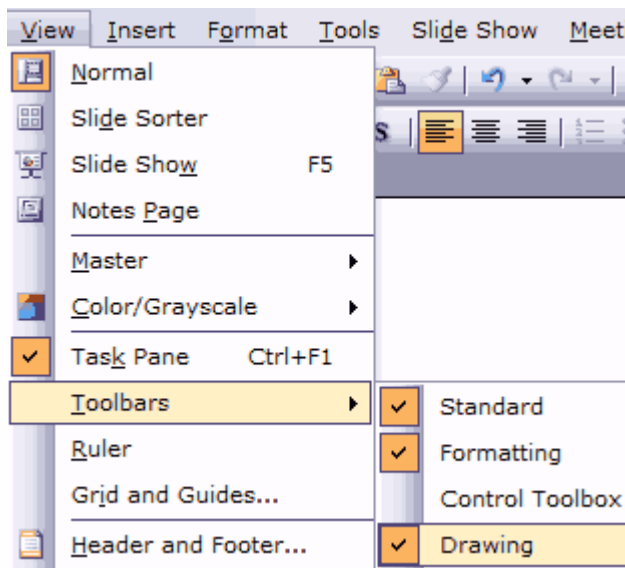 View Insert Format Tools Slide Show Meet
Normal
Slide Sorter
S
Slide Show F5
Notes Page
Master
Color/Grayscale
Task Pane Ctrl+F1
Toolbars
Standard
Ruler
Formatting
Grid and Guides...
Control Toolbox
Header and Footer...
Drawing